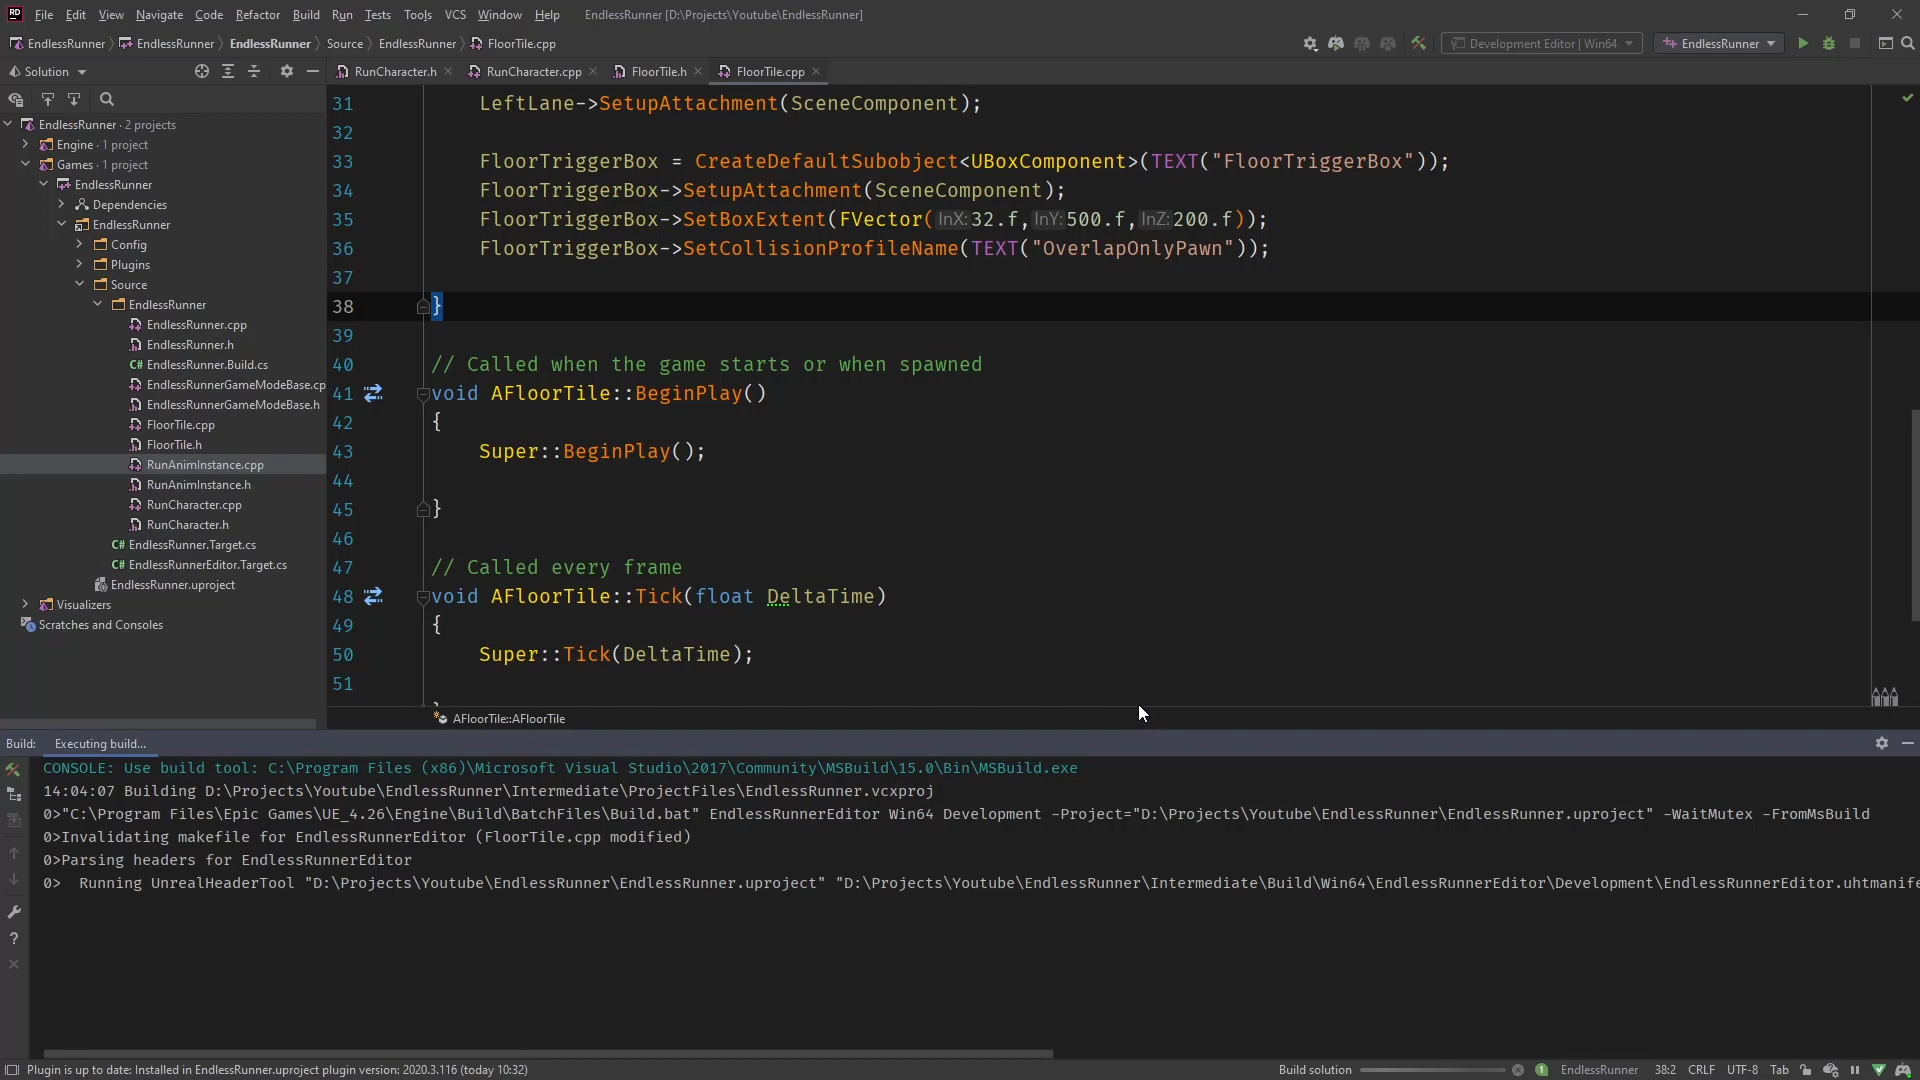 File Edit View Navigate Code Refactor Build Run Tests Tools VCS Window Help EndlessRunner [D:\Projects\Youtube\EndlessRunner]
EndlessRunner EndlessRunner EndlessRunner Source EndlessRunner FloorTile.cpp
Development Editor | Win64 EndlessRunner
Solution
RunCharacter.h RunCharacter.cpp FloorTile.h FloorTile.cpp
EndlessRunner · 2 projects
Engine · 1 project
Games · 1 project
EndlessRunner
Dependencies
EndlessRunner
Config
Plugins
Source
EndlessRunner
EndlessRunner.cpp
EndlessRunner.h
C# EndlessRunner.Build.cs
EndlessRunnerGameModeBase.cp
EndlessRunnerGameModeBase.h
FloorTile.cpp
FloorTile.h
RunAnimInstance.cpp
RunAnimInstance.h
RunCharacter.cpp
RunCharacter.h
C# EndlessRunner.Target.cs
C# EndlessRunnerEditor.Target.cs
EndlessRunner.uproject
Visualizers
Scratches and Consoles
31 LeftLane->SetupAttachment(SceneComponent);
32
33 FloorTriggerBox = CreateDefaultSubobject<UBoxComponent>(TEXT("FloorTriggerBox"));
34 FloorTriggerBox->SetupAttachment(SceneComponent);
35 FloorTriggerBox->SetBoxExtent(FVector(InX: 32.f, InY: 500.f, InZ: 200.f));
36 FloorTriggerBox->SetCollisionProfileName(TEXT("OverlapOnlyPawn"));
37
38 }
39
40 // Called when the game starts or when spawned
41 void AFloorTile::BeginPlay()
42 {
43 Super::BeginPlay();
44
45 }
46
47 // Called every frame
48 void AFloorTile::Tick(float DeltaTime)
49 {
50 Super::Tick(DeltaTime);
51
AFloorTile::AFloorTile
Build: Executing build...
CONSOLE: Use build tool: C:\Program Files (x86)\Microsoft Visual Studio\2017\Community\MSBuild\15.0\Bin\MSBuild.exe
14:04:07 Building D:\Projects\Youtube\EndlessRunner\Intermediate\ProjectFiles\EndlessRunner.vcxproj
0>"C:\Program Files\Epic Games\UE_4.26\Engine\Build\BatchFiles\Build.bat" EndlessRunnerEditor Win64 Development -Project="D:\Projects\Youtube\EndlessRunner\EndlessRunner.uproject" -WaitMutex -FromMsBuild
0>Invalidating makefile for EndlessRunnerEditor (FloorTile.cpp modified)
0>Parsing headers for EndlessRunnerEditor
0> Running UnrealHeaderTool "D:\Projects\Youtube\EndlessRunner\EndlessRunner.uproject" "D:\Projects\Youtube\EndlessRunner\Intermediate\Build\Win64\EndlessRunnerEditor\Development\EndlessRunnerEditor.uhtmanife
Plugin is up to date: Installed in EndlessRunner.uproject plugin version: 2020.3.116 (today 10:32) Build solution 1 EndlessRunner 38:2 CRLF UTF-8 Tab